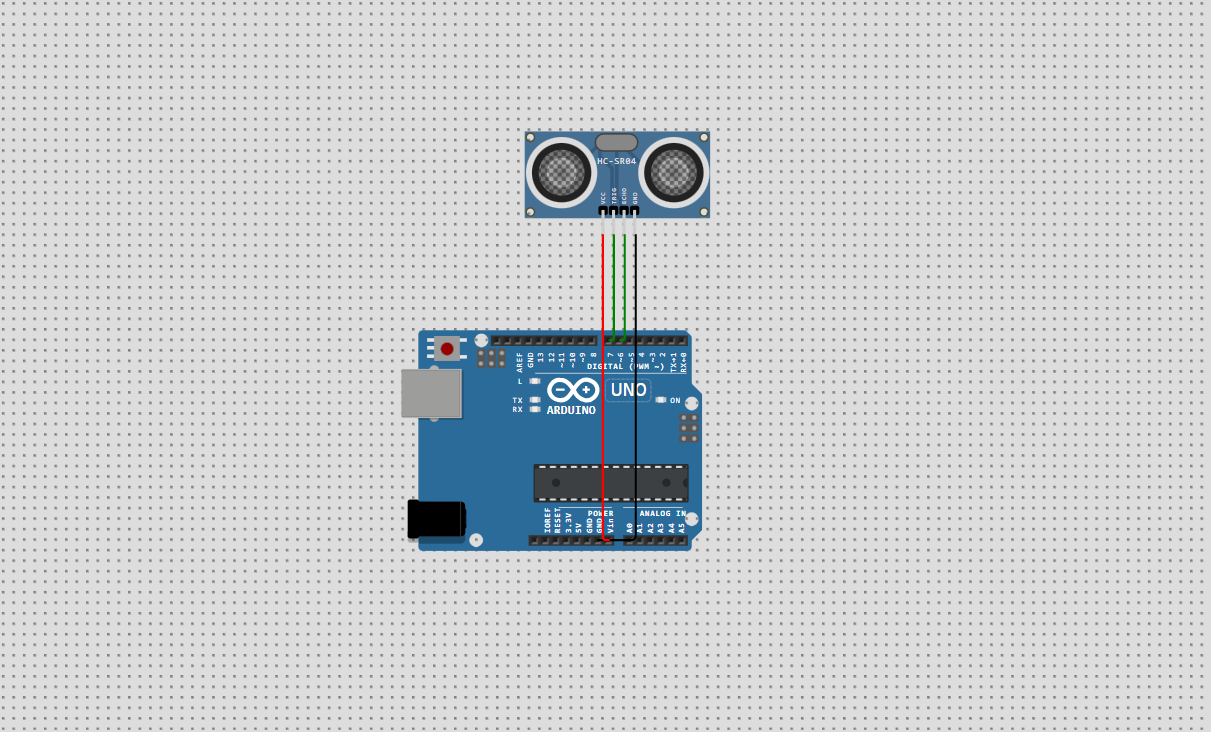 HC-SR04
VCC
TRIG
ECHO
GND
AREF
GND
13
12
~11
~10
~9
8
7
~6
~5
4
~3
2
TX→1
RX←0
DIGITAL (PWM ~)
L
TX
RX
UNO
ON
ARDUINO
POWER
ANALOG IN
IOREF
RESET
3.3V
5V
GND
GND
Vin
A0
A1
A2
A3
A4
A5